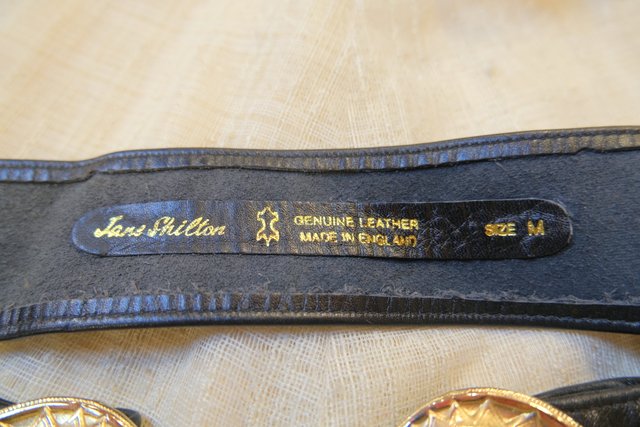 Jane Shilton
GENUINE LEATHER
MADE IN ENGLAND
SIZE M